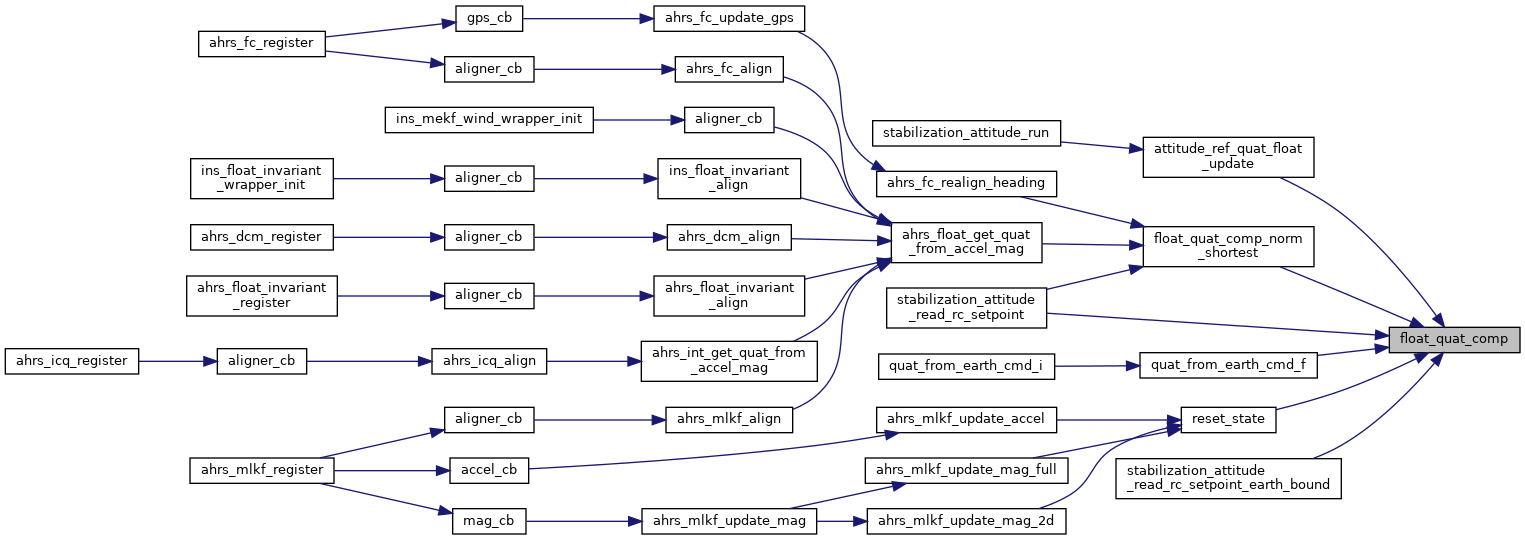 gps_cb
ahrs_fc_update_gps
ahrs_fc_register
aligner_cb
ahrs_fc_align
ins_mekf_wind_wrapper_init
aligner_cb
stabilization_attitude_run
attitude_ref_quat_float
_update
ins_float_invariant
_wrapper_init
aligner_cb
ins_float_invariant
_align
ahrs_fc_realign_heading
ahrs_dcm_register
aligner_cb
ahrs_dcm_align
ahrs_float_get_quat
_from_accel_mag
float_quat_comp_norm
_shortest
ahrs_float_invariant
_register
aligner_cb
ahrs_float_invariant
_align
stabilization_attitude
_read_rc_setpoint
float_quat_comp
ahrs_icq_register
aligner_cb
ahrs_icq_align
ahrs_int_get_quat_from
_accel_mag
quat_from_earth_cmd_i
quat_from_earth_cmd_f
aligner_cb
ahrs_mlkf_align
ahrs_mlkf_update_accel
reset_state
ahrs_mlkf_register
accel_cb
ahrs_mlkf_update_mag_full
stabilization_attitude
_read_rc_setpoint_earth_bound
mag_cb
ahrs_mlkf_update_mag
ahrs_mlkf_update_mag_2d